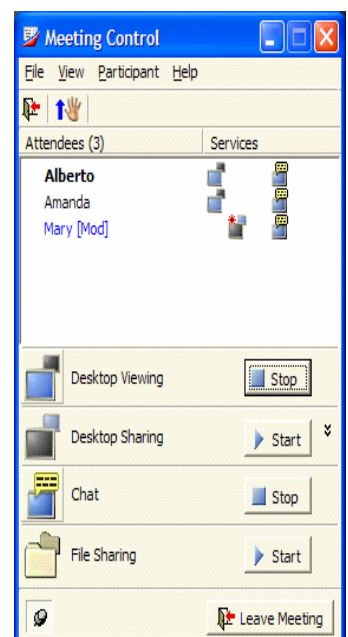 Meeting Control
File View Participant Help
Attendees (3) Services
Alberto
Amanda
Mary [Mod]
Desktop Viewing Stop
Desktop Sharing Start
Chat Stop
File Sharing Start
Leave Meeting